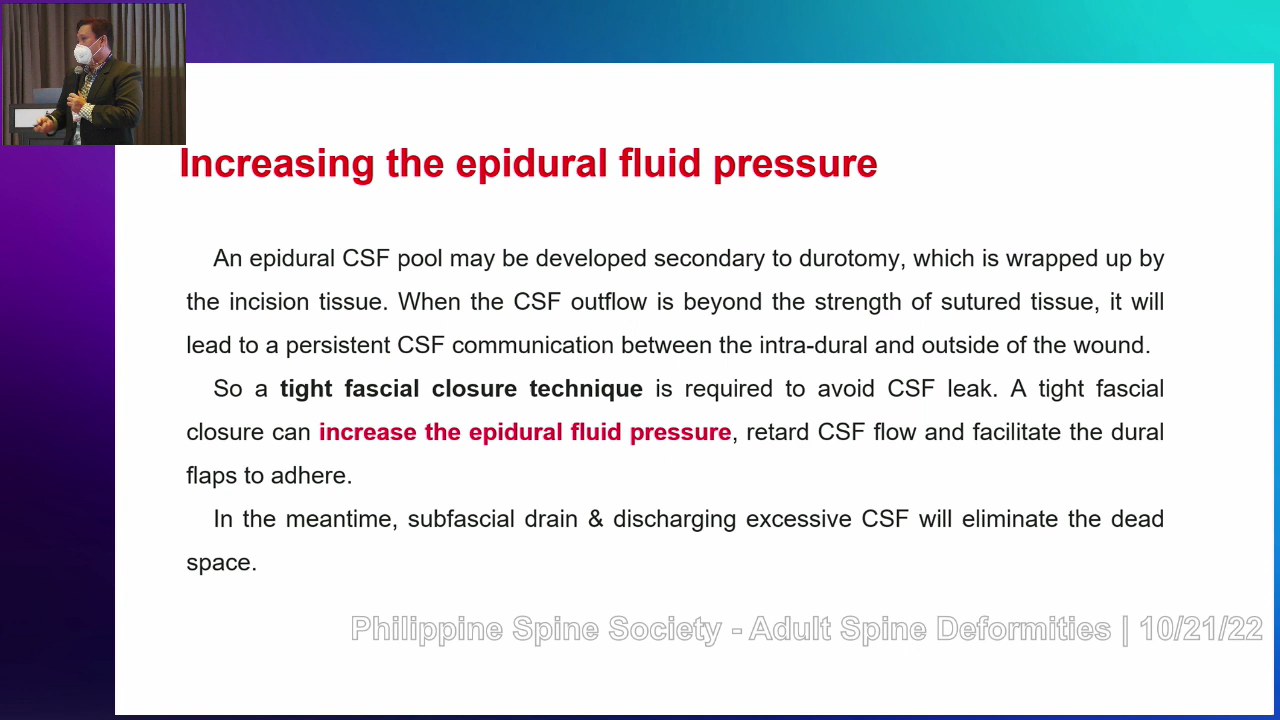 Increasing the epidural fluid pressure
An epidural CSF pool may be developed secondary to durotomy, which is wrapped up by
the incision tissue. When the CSF outflow is beyond the strength of sutured tissue, it will
lead to a persistent CSF communication between the intra-dural and outside of the wound.
So a tight fascial closure technique is required to avoid CSF leak. A tight fascial
closure can increase the epidural fluid pressure, retard CSF flow and facilitate the dural
flaps to adhere.
In the meantime, subfascial drain & discharging excessive CSF will eliminate the dead
space.
Philippine Spine Society - Adult Spine Deformities | 10/21/22